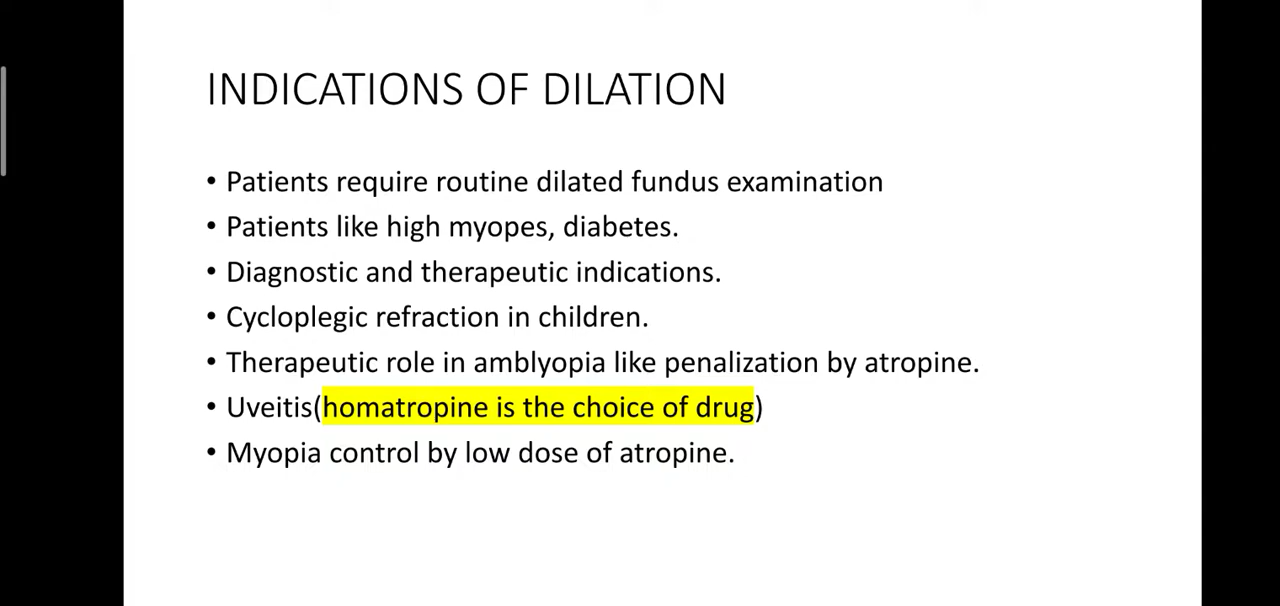 INDICATIONS OF DILATION
• Patients require routine dilated fundus examination
• Patients like high myopes, diabetes.
• Diagnostic and therapeutic indications.
• Cycloplegic refraction in children.
• Therapeutic role in amblyopia like penalization by atropine.
• Uveitis(homatropine is the choice of drug)
• Myopia control by low dose of atropine.